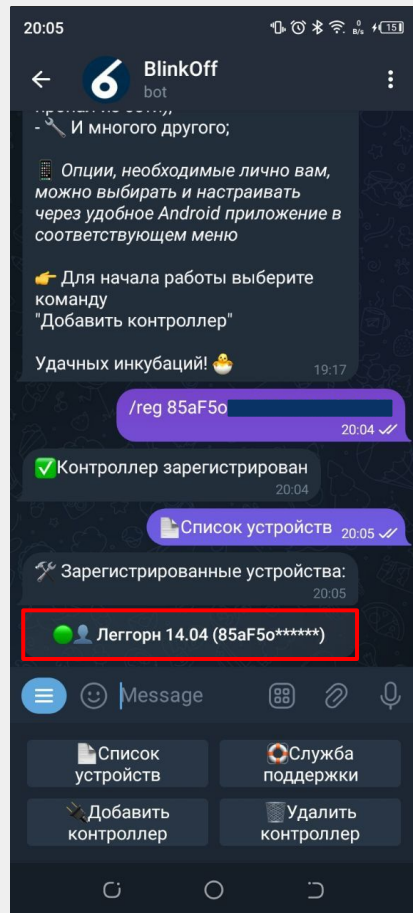 20:05
0
B/s
15
6
BlinkOff
bot
- 🔧 И многого другого;
📱 Опции, необходимые лично вам,
можно выбирать и настраивать
через удобное Android приложение в
соответствующем меню
👉 Для начала работы выберите
команду
"Добавить контроллер"
Удачных инкубаций! 🐣
19:17
/reg 85aF5o
20:04
✅Контроллер зарегистрирован
20:04
📄Список устройств
20:05
🛠 Зарегистрированные устройства:
20:05
🟢👤 Леггорн 14.04 (85aF5o******)
Message
📄Список
устройств
🛟Служба
поддержки
🔌Добавить
контроллер
🗑Удалить
контроллер